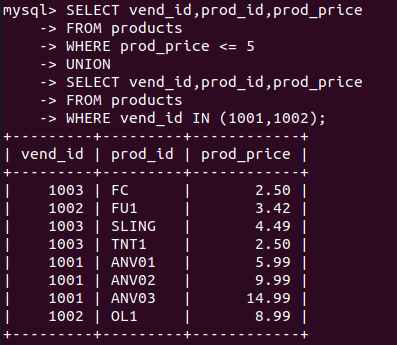 mysql> SELECT vend_id,prod_id,prod_price
    -> FROM products
    -> WHERE prod_price <= 5
    -> UNION
    -> SELECT vend_id,prod_id,prod_price
    -> FROM products
    -> WHERE vend_id IN (1001,1002);
+---------+---------+------------+
| vend_id | prod_id | prod_price |
+---------+---------+------------+
|    1003 | FC      |       2.50 |
|    1002 | FU1     |       3.42 |
|    1003 | SLING   |       4.49 |
|    1003 | TNT1    |       2.50 |
|    1001 | ANV01   |       5.99 |
|    1001 | ANV02   |       9.99 |
|    1001 | ANV03   |      14.99 |
|    1002 | OL1     |       8.99 |
+---------+---------+------------+